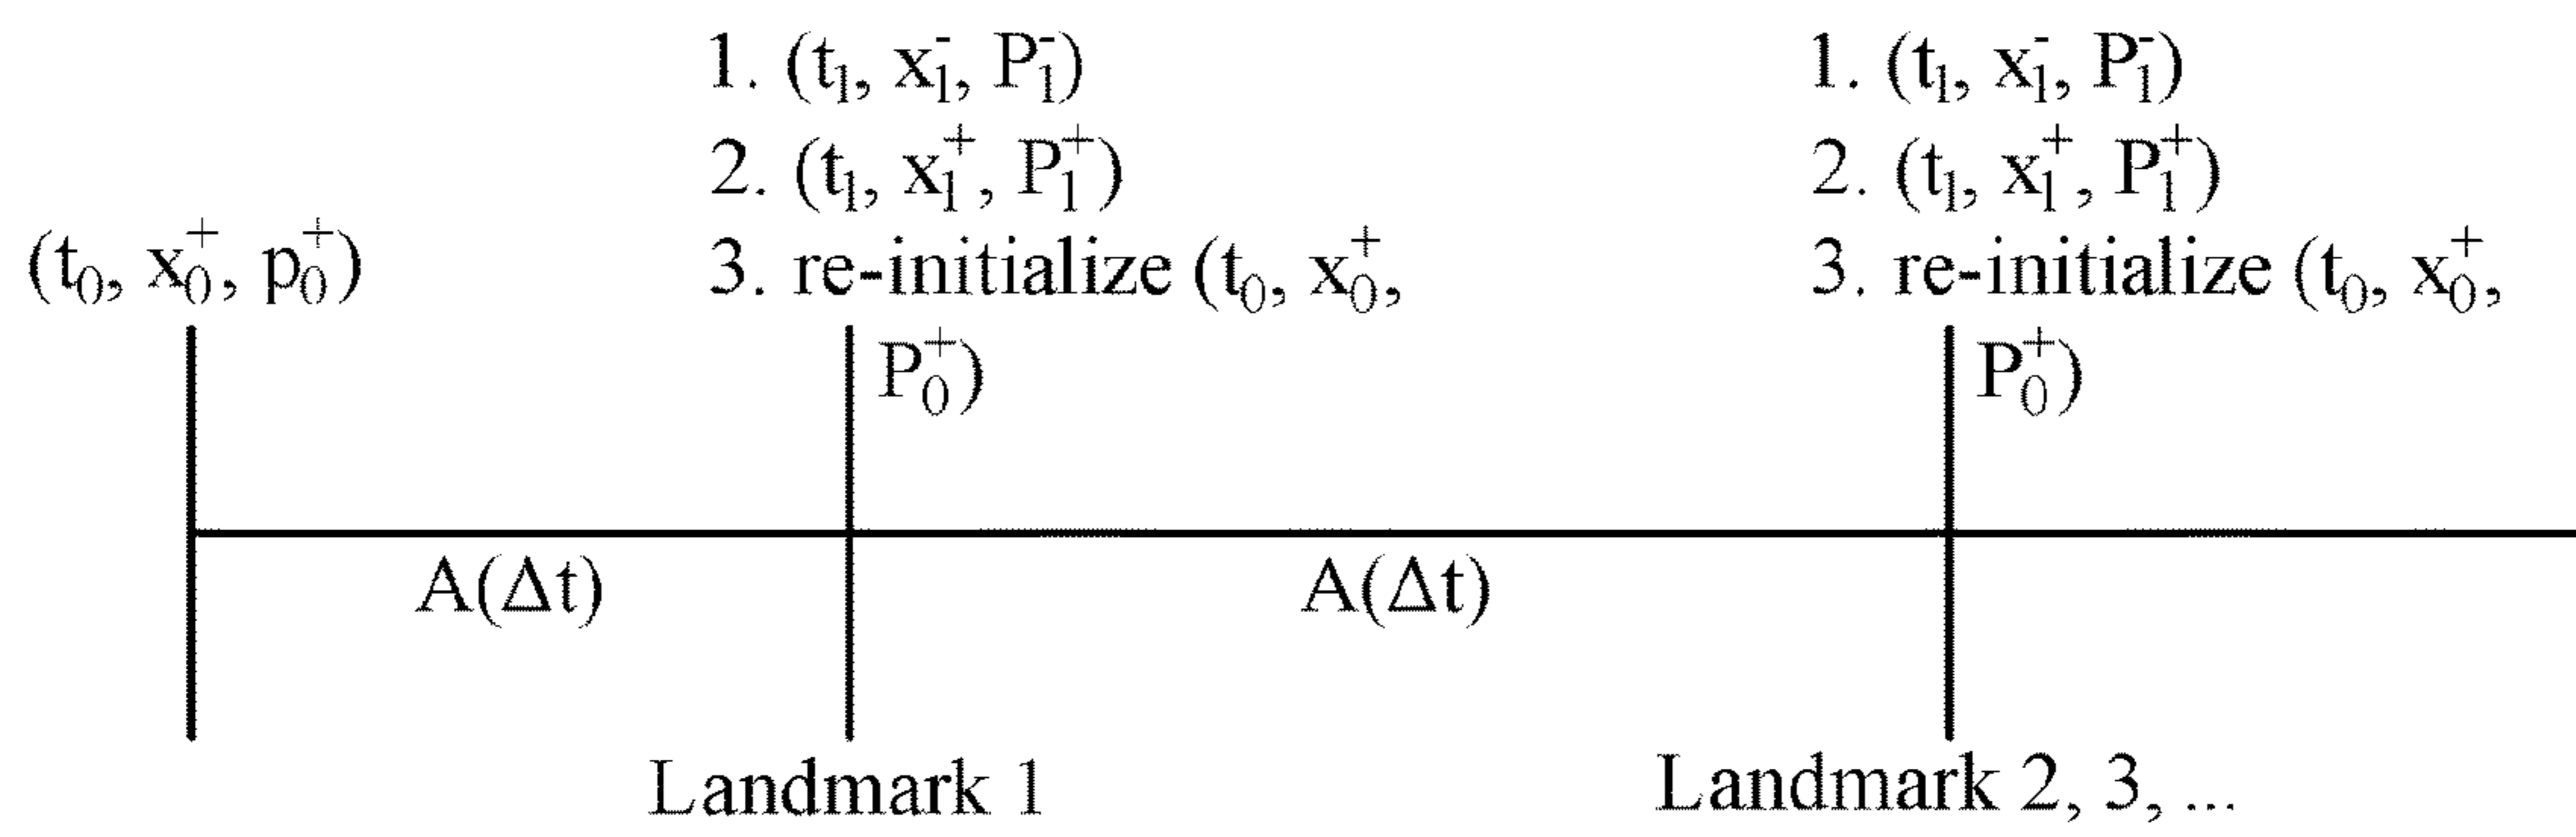 (t₀, x₀⁺, p₀⁺)
1. (t₁, x₁⁻, P₁⁻)
2. (t₁, x₁⁺, P₁⁺)
3. re-initialize (t₀, x₀⁺,
P₀⁺)
1. (t₁, x₁⁻, P₁⁻)
2. (t₁, x₁⁺, P₁⁺)
3. re-initialize (t₀, x₀⁺,
P₀⁺)
A(Δt)
A(Δt)
Landmark 1
Landmark 2, 3, ...